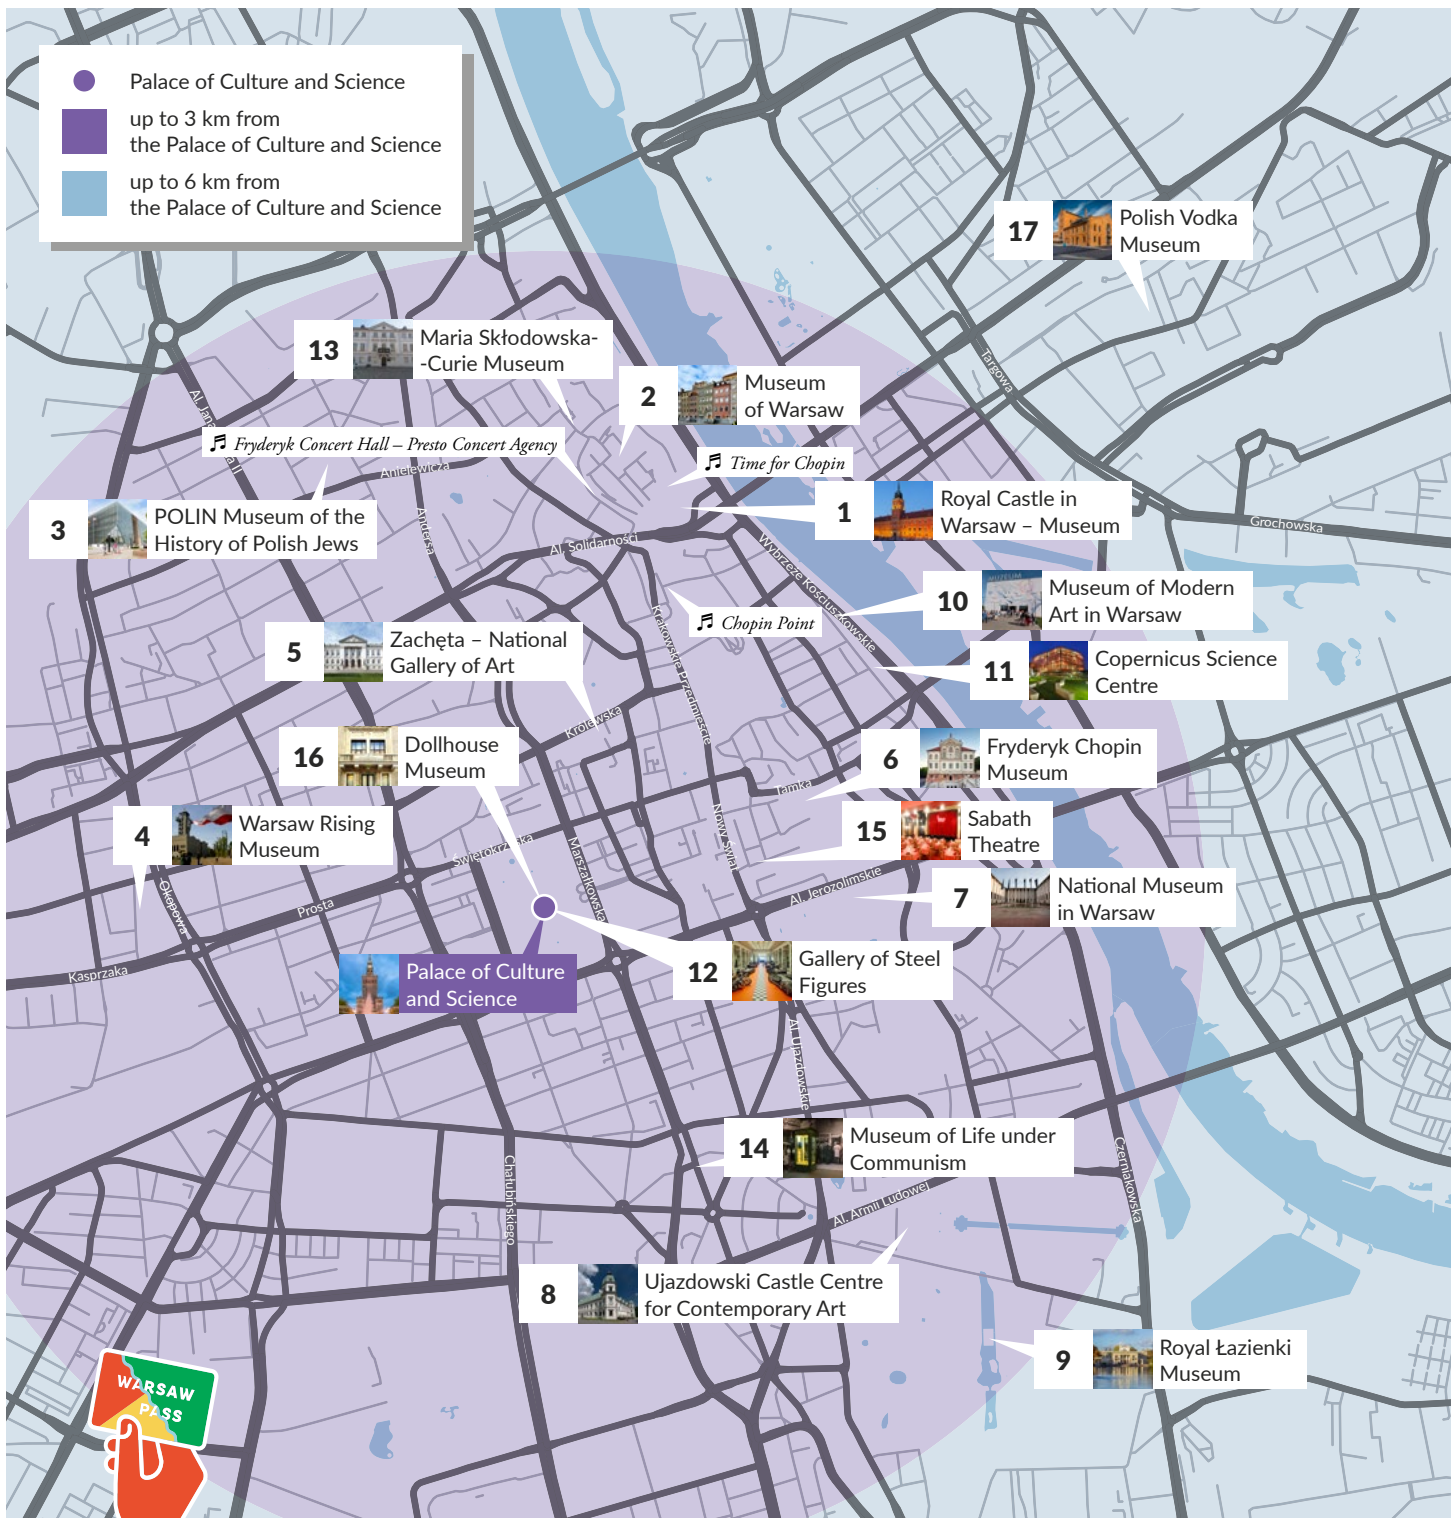 Palace of Culture and Science
up to 3 km from
the Palace of Culture and Science
up to 6 km from
the Palace of Culture and Science
17
Polish Vodka
Museum
13
Maria Skłodowska-
-Curie Museum
2
Museum
of Warsaw
Targowa
Al. Jana
a II
Fryderyk Concert Hall – Presto Concert Agency
Time for Chopin
Anielewicza
3
POLIN Museum of the
History of Polish Jews
Andersa
1
Royal Castle in
Warsaw – Museum
Grochowska
Al. Solidarności
Wybrzeże Kościuszkowskie
10
MUZEUM
Museum of Modern
Art in Warsaw
Chopin Point
Krakowskie Przedmieście
5
Zachęta – National
Gallery of Art
11
Copernicus Science
Centre
Królewska
16
Dollhouse
Museum
6
Fryderyk Chopin
Museum
Tamka
4
Warsaw Rising
Museum
15
Sabath
Theatre
Nowy Świat
Świętokrzyska
Marszałkowska
Al. Jerozolimskie
7
National Museum
in Warsaw
Okopowa
Prosta
Kasprzaka
Palace of Culture
and Science
12
Gallery of Steel
Figures
Al. Ujazdowskie
14
Museum of Life under
Communism
Czerniakowska
Chałubińskiego
Al. Armii Ludowej
8
Ujazdowski Castle Centre
for Contemporary Art
9
Royal Łazienki
Museum
WARSAW
PASS